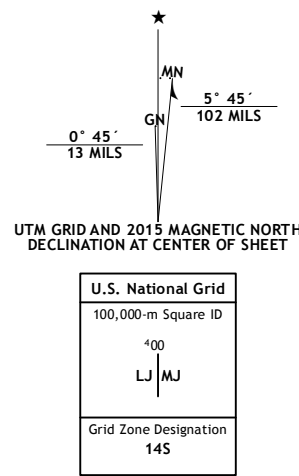 ★
MN
GN
5° 45´
102 MILS
0° 45´
13 MILS
UTM GRID AND 2015 MAGNETIC NORTH
DECLINATION AT CENTER OF SHEET
U.S. National Grid
100,000-m Square ID
⁴00
LJ MJ
Grid Zone Designation
14S